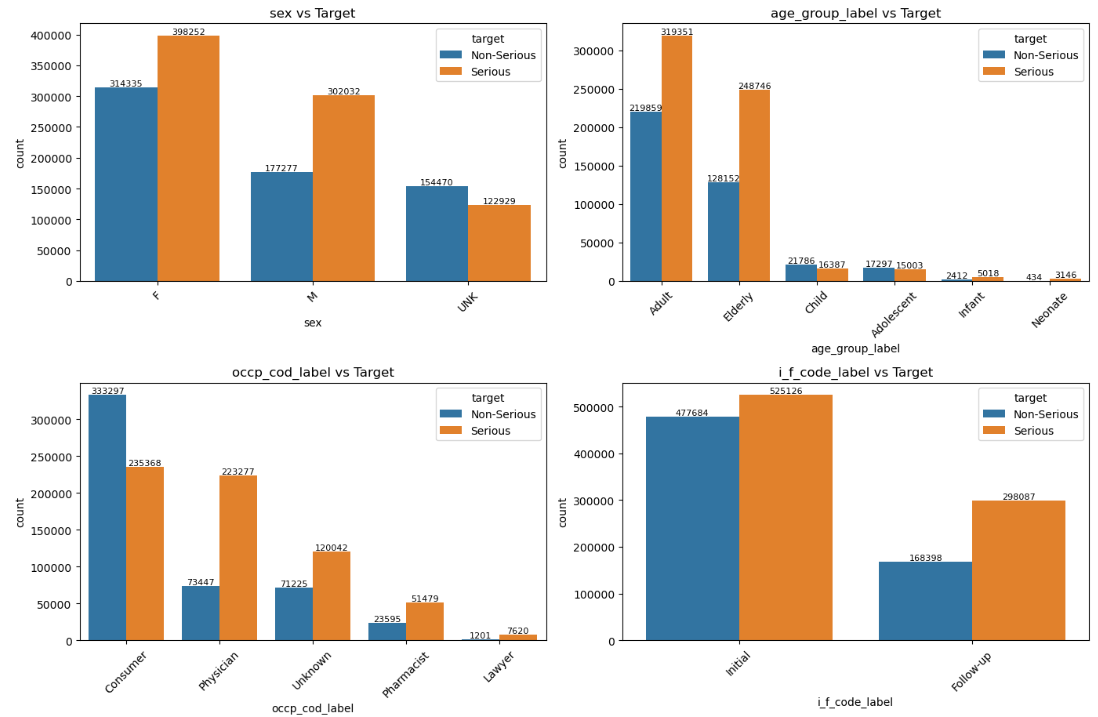 sex vs Target
400000
350000
300000
250000
200000
150000
100000
50000
0
count
398252
314335
302032
177277
154470
122929
target
Non-Serious
Serious
F
M
UNK
sex
age_group_label vs Target
300000
250000
200000
150000
100000
50000
0
count
319351
219859
248746
128152
21786
16387
17297
15003
2412
5018
434
3146
target
Non-Serious
Serious
Adult
Elderly
Child
Adolescent
Infant
Neonate
age_group_label
occp_cod_label vs Target
300000
250000
200000
150000
100000
50000
0
count
333297
235368
73447
223277
71225
120042
23595
51479
1201
7620
target
Non-Serious
Serious
Consumer
Physician
Unknown
Pharmacist
Lawyer
occp_cod_label
i_f_code_label vs Target
500000
400000
300000
200000
100000
0
count
477684
525126
168398
298087
target
Non-Serious
Serious
Initial
Follow-up
i_f_code_label